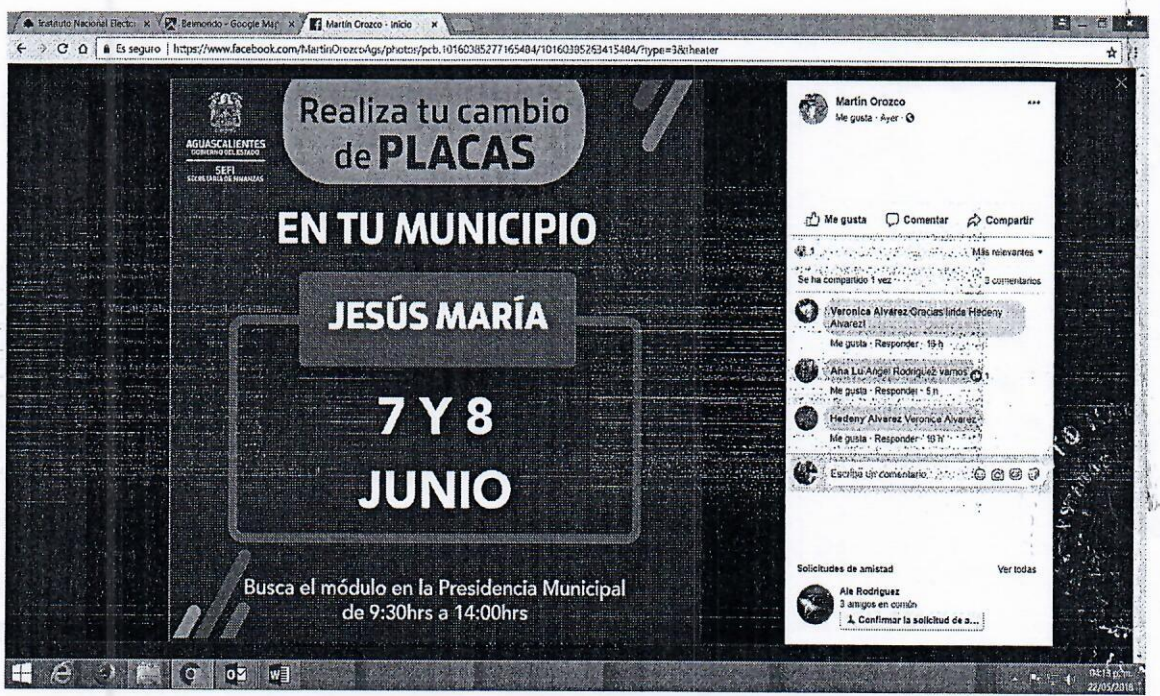 Instituto Nacional Elector
Belmondo - Google Map
Martín Orozco - Inicio
Es seguro
https://www.facebook.com/MartinOrozcoAgs/photos/pcb.10160385277165484/10160385263415484/?type=3&theater
AGUASCALIENTES
GOBIERNO DEL ESTADO
SEFI
SECRETARÍA DE FINANZAS
Realiza tu cambio
de PLACAS
EN TU MUNICIPIO
JESÚS MARÍA
7 Y 8
JUNIO
Busca el módulo en la Presidencia Municipal
de 9:30hrs a 14:00hrs
Martín Orozco
Me gusta · Ayer ·
Me gusta Comentar Compartir
1 Más relevantes
Se ha compartido 1 vez 3 comentarios
Veronica Alvarez Gracias linda Hedeny
Alvarez!
Me gusta · Responder · 18 h
Ana Lu Angel Rodriguez vamos 1
Me gusta · Responder · 5 h
Hedeny Alvarez Veronica Alvarez
Me gusta · Responder · 18 h
Escribe un comentario...
Solicitudes de amistad Ver todas
Ale Rodriguez
3 amigos en común
Confirmar la solicitud de a...
04:13 p. m.
22/05/2018